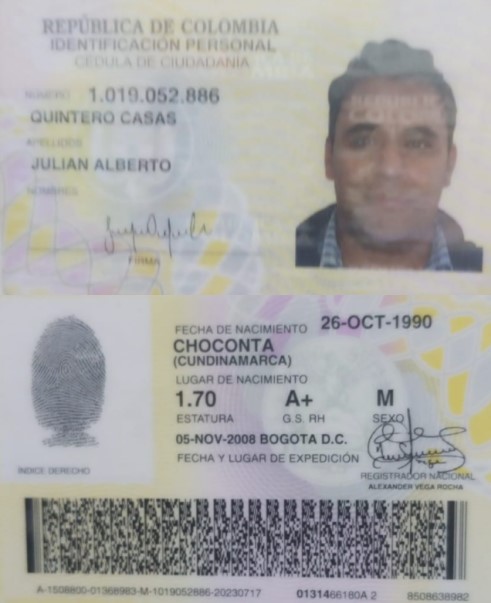 REPÚBLICA DE COLOMBIA
IDENTIFICACIÓN PERSONAL
CÉDULA DE CIUDADANÍA
NÚMERO 1.019.052.886
QUINTERO CASAS
APELLIDOS
JULIAN ALBERTO
NOMBRES
FIRMA
FECHA DE NACIMIENTO 26-OCT-1990
CHOCONTA
(CUNDINAMARCA)
LUGAR DE NACIMIENTO
1.70 A+ M
ESTATURA G.S. RH SEXO
05-NOV-2008 BOGOTA D.C.
FECHA Y LUGAR DE EXPEDICIÓN
INDICE DERECHO
REGISTRADOR NACIONAL
ALEXANDER VEGA ROCHA
A-1508800-01368983-M-1019052886-20230717 0131466180A 2 8508638982